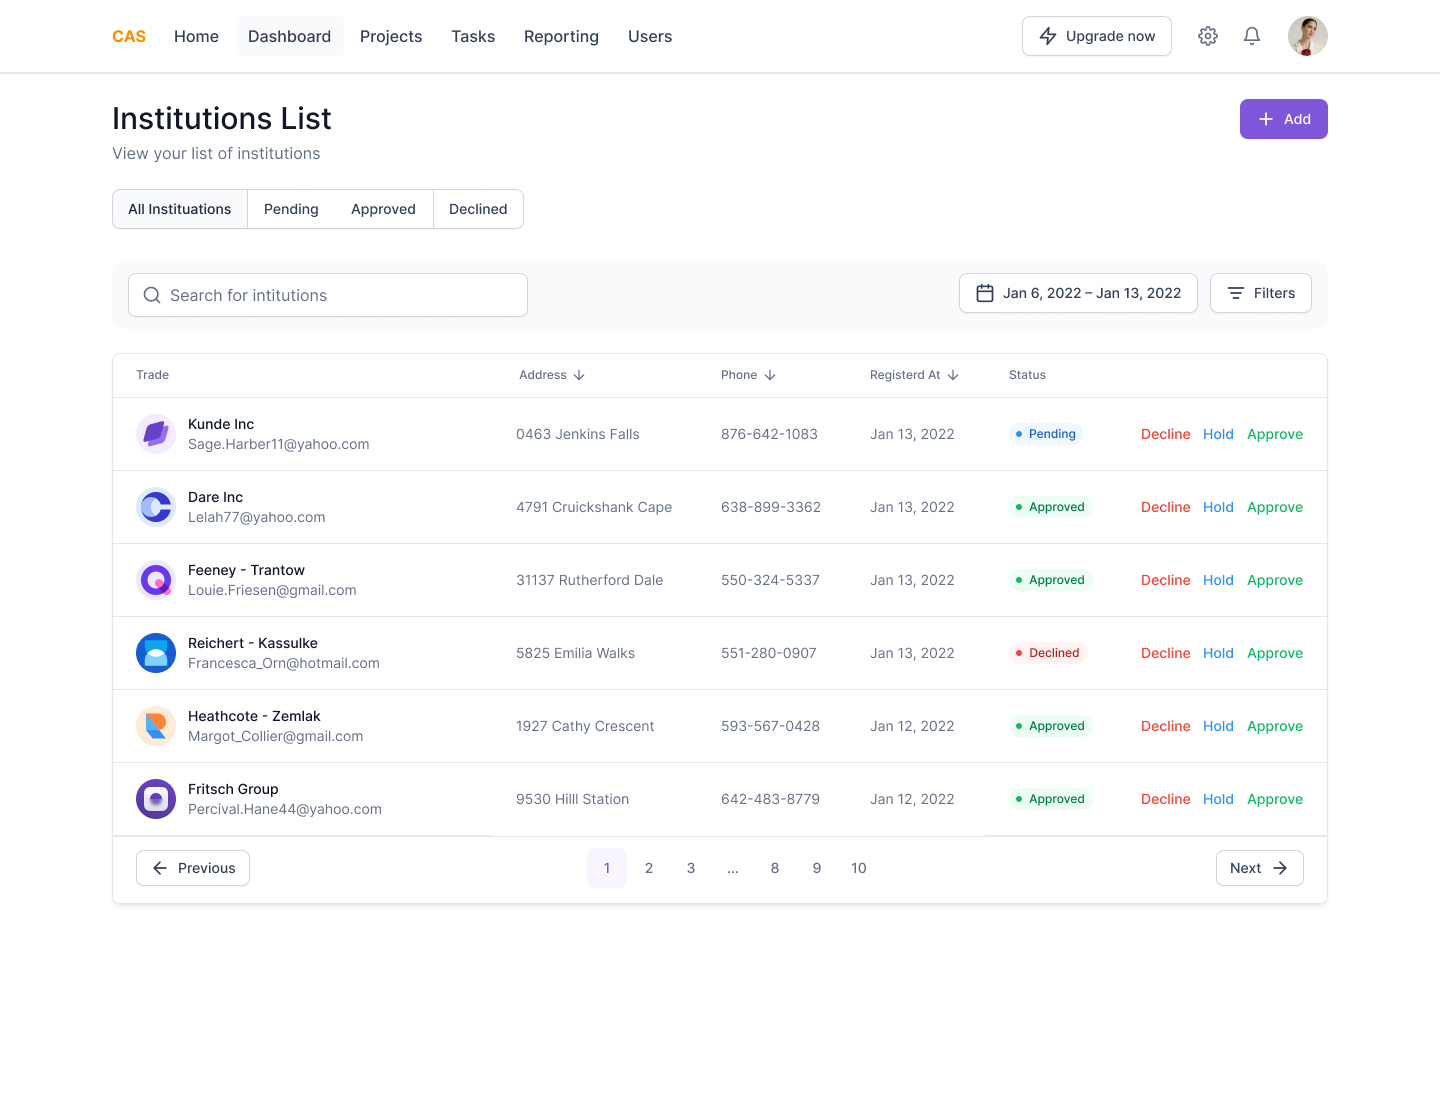 CAS Home Dashboard Projects Tasks Reporting Users Upgrade now
Institutions List
Add
View your list of institutions
All Instituations Pending Approved Declined
Search for intitutions
Jan 6, 2022 – Jan 13, 2022
Filters
Trade Address Phone Registerd At Status
Kunde Inc
Sage.Harber11@yahoo.com
0463 Jenkins Falls 876-642-1083 Jan 13, 2022 Pending Decline Hold Approve
Dare Inc
Lelah77@yahoo.com
4791 Cruickshank Cape 638-899-3362 Jan 13, 2022 Approved Decline Hold Approve
Feeney - Trantow
Louie.Friesen@gmail.com
31137 Rutherford Dale 550-324-5337 Jan 13, 2022 Approved Decline Hold Approve
Reichert - Kassulke
Francesca_Orn@hotmail.com
5825 Emilia Walks 551-280-0907 Jan 13, 2022 Declined Decline Hold Approve
Heathcote - Zemlak
Margot_Collier@gmail.com
1927 Cathy Crescent 593-567-0428 Jan 12, 2022 Approved Decline Hold Approve
Fritsch Group
Percival.Hane44@yahoo.com
9530 Hilll Station 642-483-8779 Jan 12, 2022 Approved Decline Hold Approve
Previous 1 2 3 ... 8 9 10 Next